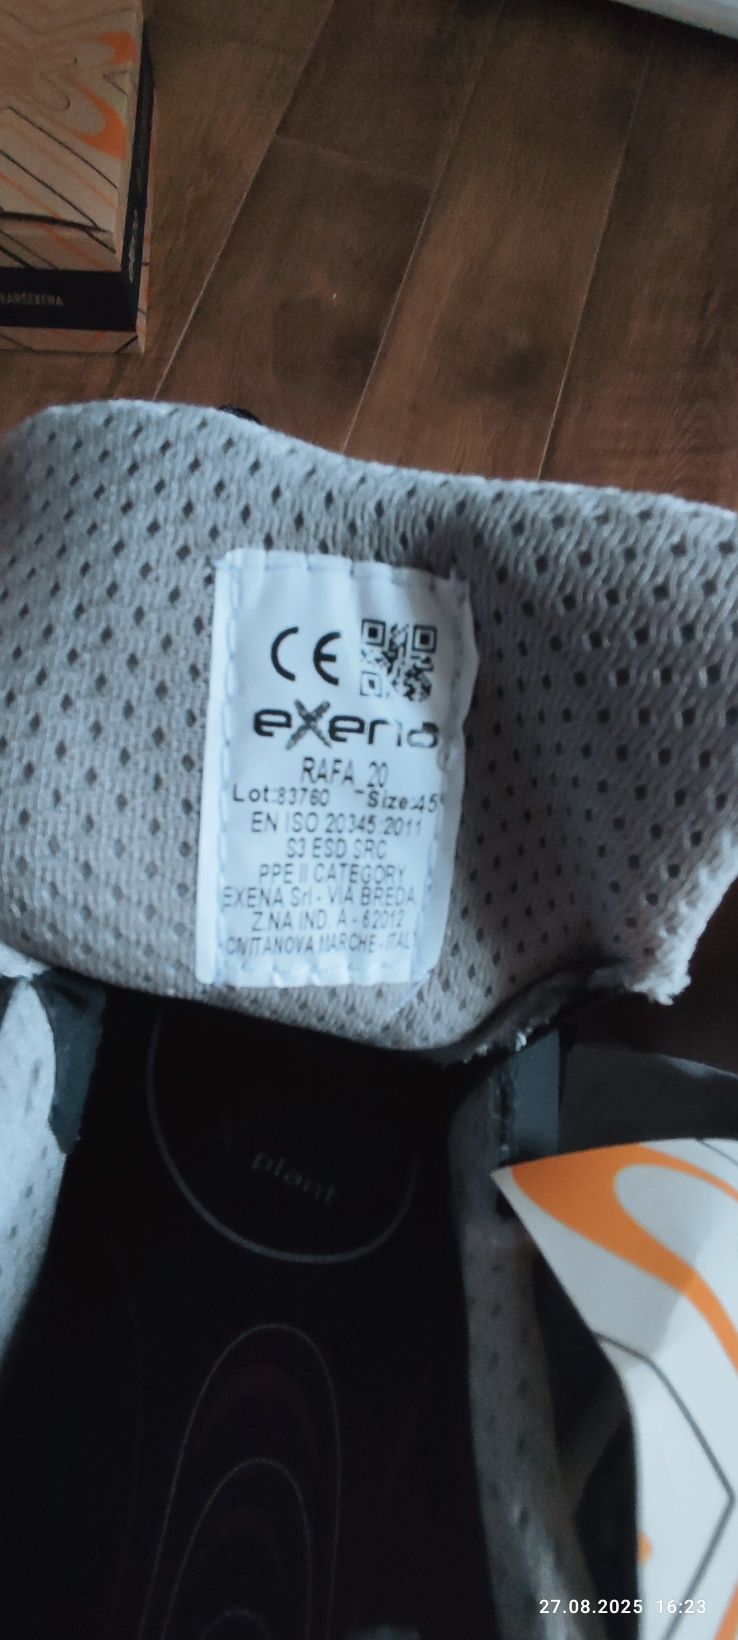 CE
exena
RAFA_20
Lot:83760 Size:45
EN ISO 20345:2011
S3 ESD SRC
PPE II CATEGORY
EXENA Srl - VIA BREDA
Z.NA IND. A - 62012
CIVITANOVA MARCHE - ITALY
plant
27.08.2025 16:23